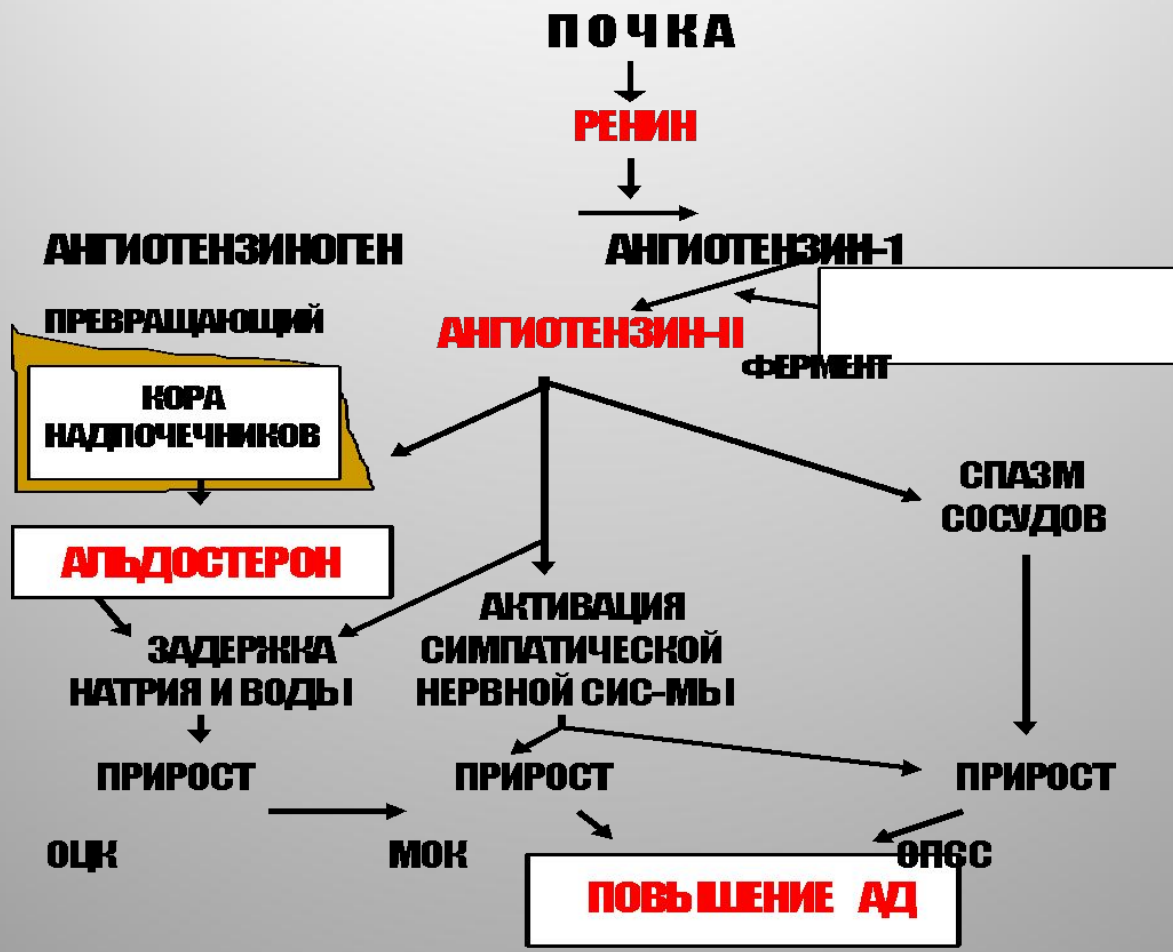 ПОЧКА
РЕНИН
АНГИОТЕНЗИНОГЕН АНГИОТЕНЗИН-1
ПРЕВРАЩАЮЩИЙ
АНГИОТЕНЗИН-II
ФЕРМЕНТ
КОРА
НАДПОЧЕЧНИКОВ
СПАЗМ
СОСУДОВ
АЛЬДОСТЕРОН
АКТИВАЦИЯ
СИМПАТИЧЕСКОЙ
НЕРВНОЙ СИС-МЫ
ЗАДЕРЖКА
НАТРИЯ И ВОДЫ
ПРИРОСТ ПРИРОСТ ПРИРОСТ
ОЦК МОК ОПСС
ПОВЫШЕНИЕ АД